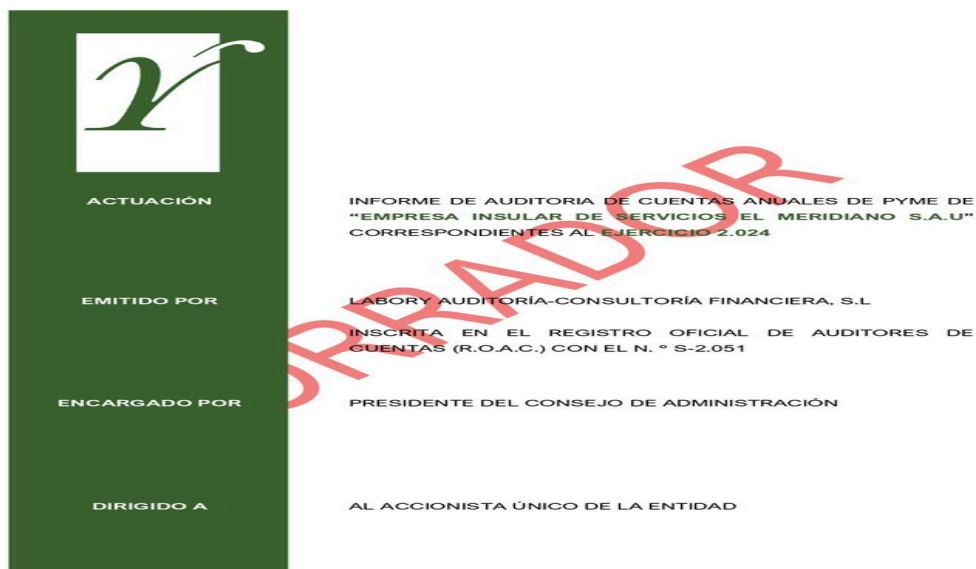 ACTUACIÓN
INFORME DE AUDITORIA DE CUENTAS ANUALES DE PYME DE
“EMPRESA INSULAR DE SERVICIOS EL MERIDIANO S.A.U”
CORRESPONDIENTES AL EJERCICIO 2.024
EMITIDO POR
LABORY AUDITORÍA-CONSULTORÍA FINANCIERA, S.L
INSCRITA EN EL REGISTRO OFICIAL DE AUDITORES DE
CUENTAS (R.O.A.C.) CON EL N. º S-2.051
ENCARGADO POR
PRESIDENTE DEL CONSEJO DE ADMINISTRACIÓN
DIRIGIDO A
AL ACCIONISTA ÚNICO DE LA ENTIDAD
BORRADOR